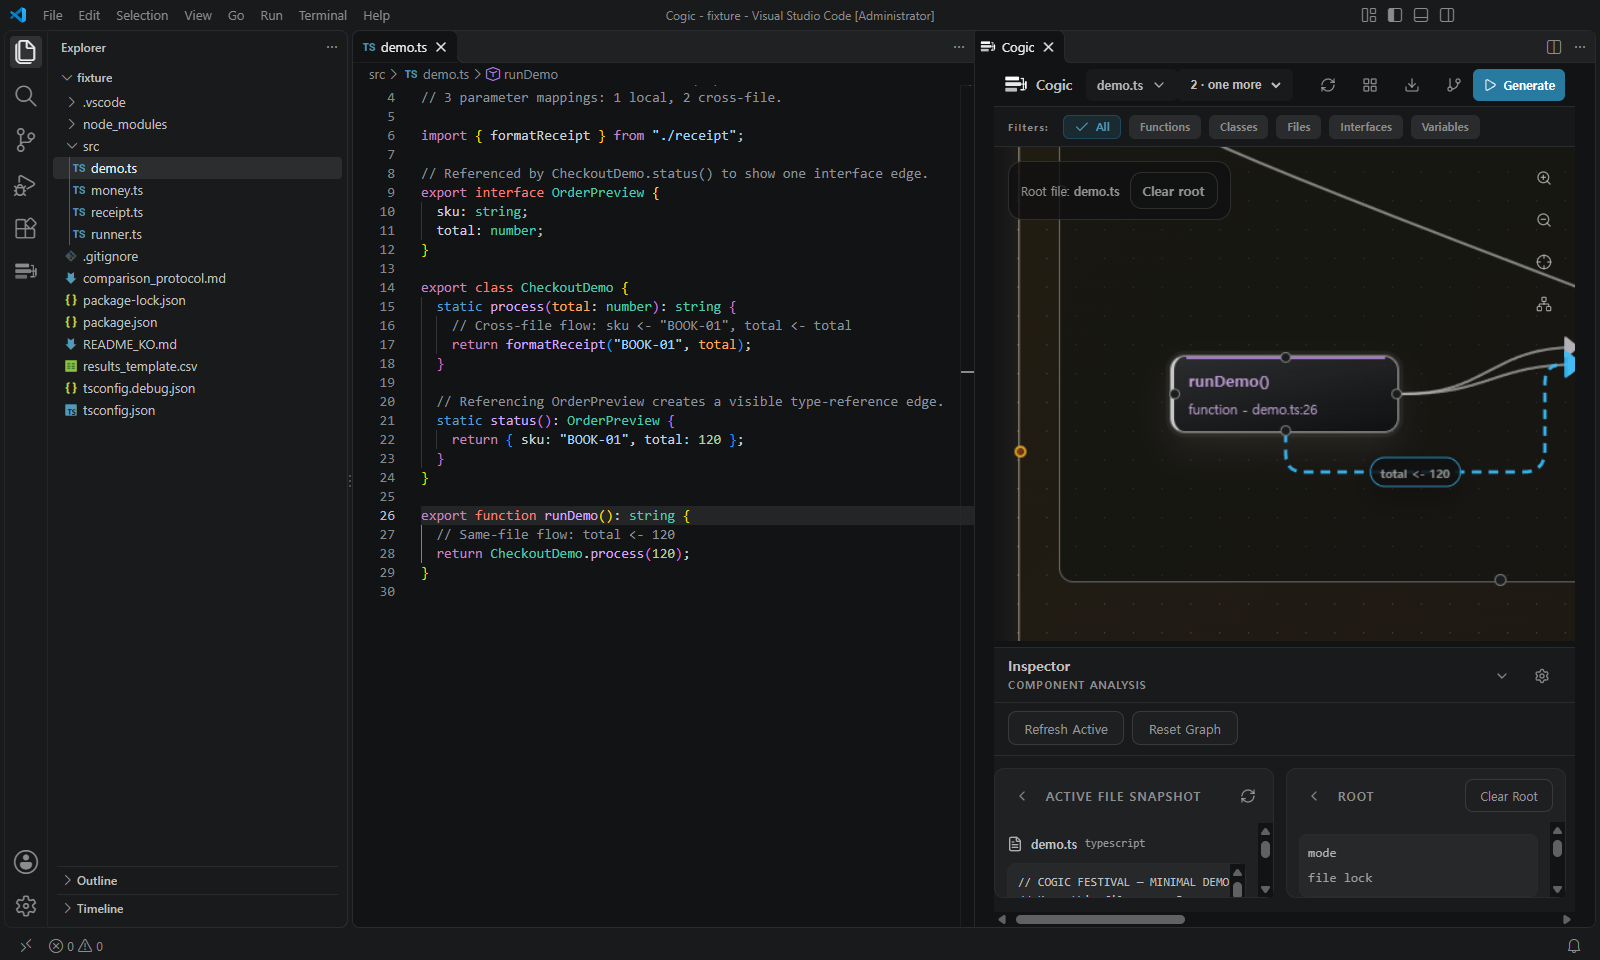 File Edit Selection View Go Run Terminal Help
Cogic - fixture - Visual Studio Code [Administrator]
Explorer
fixture
.vscode
node_modules
src
TS demo.ts
TS money.ts
TS receipt.ts
TS runner.ts
.gitignore
comparison_protocol.md
{} package-lock.json
{} package.json
README_KO.md
results_template.csv
{} tsconfig.debug.json
TS tsconfig.json
Outline
Timeline
0 0
TS demo.ts
src > TS demo.ts > runDemo
4 // 3 parameter mappings: 1 local, 2 cross-file.
5
6 import { formatReceipt } from "./receipt";
7
8 // Referenced by CheckoutDemo.status() to show one interface edge.
9 export interface OrderPreview {
10 sku: string;
11 total: number;
12 }
13
14 export class CheckoutDemo {
15 static process(total: number): string {
16 // Cross-file flow: sku <- "BOOK-01", total <- total
17 return formatReceipt("BOOK-01", total);
18 }
19
20 // Referencing OrderPreview creates a visible type-reference edge.
21 static status(): OrderPreview {
22 return { sku: "BOOK-01", total: 120 };
23 }
24 }
25
26 export function runDemo(): string {
27 // Same-file flow: total <- 120
28 return CheckoutDemo.process(120);
29 }
30
Cogic
Cogic demo.ts 2 · one more Generate
Filters: All Functions Classes Files Interfaces Variables
Root file: demo.ts Clear root
runDemo()
function - demo.ts:26
total <- 120
Inspector
COMPONENT ANALYSIS
Refresh Active Reset Graph
ACTIVE FILE SNAPSHOT
demo.ts typescript
// COGIC FESTIVAL — MINIMAL DEMO
ROOT Clear Root
mode
file lock